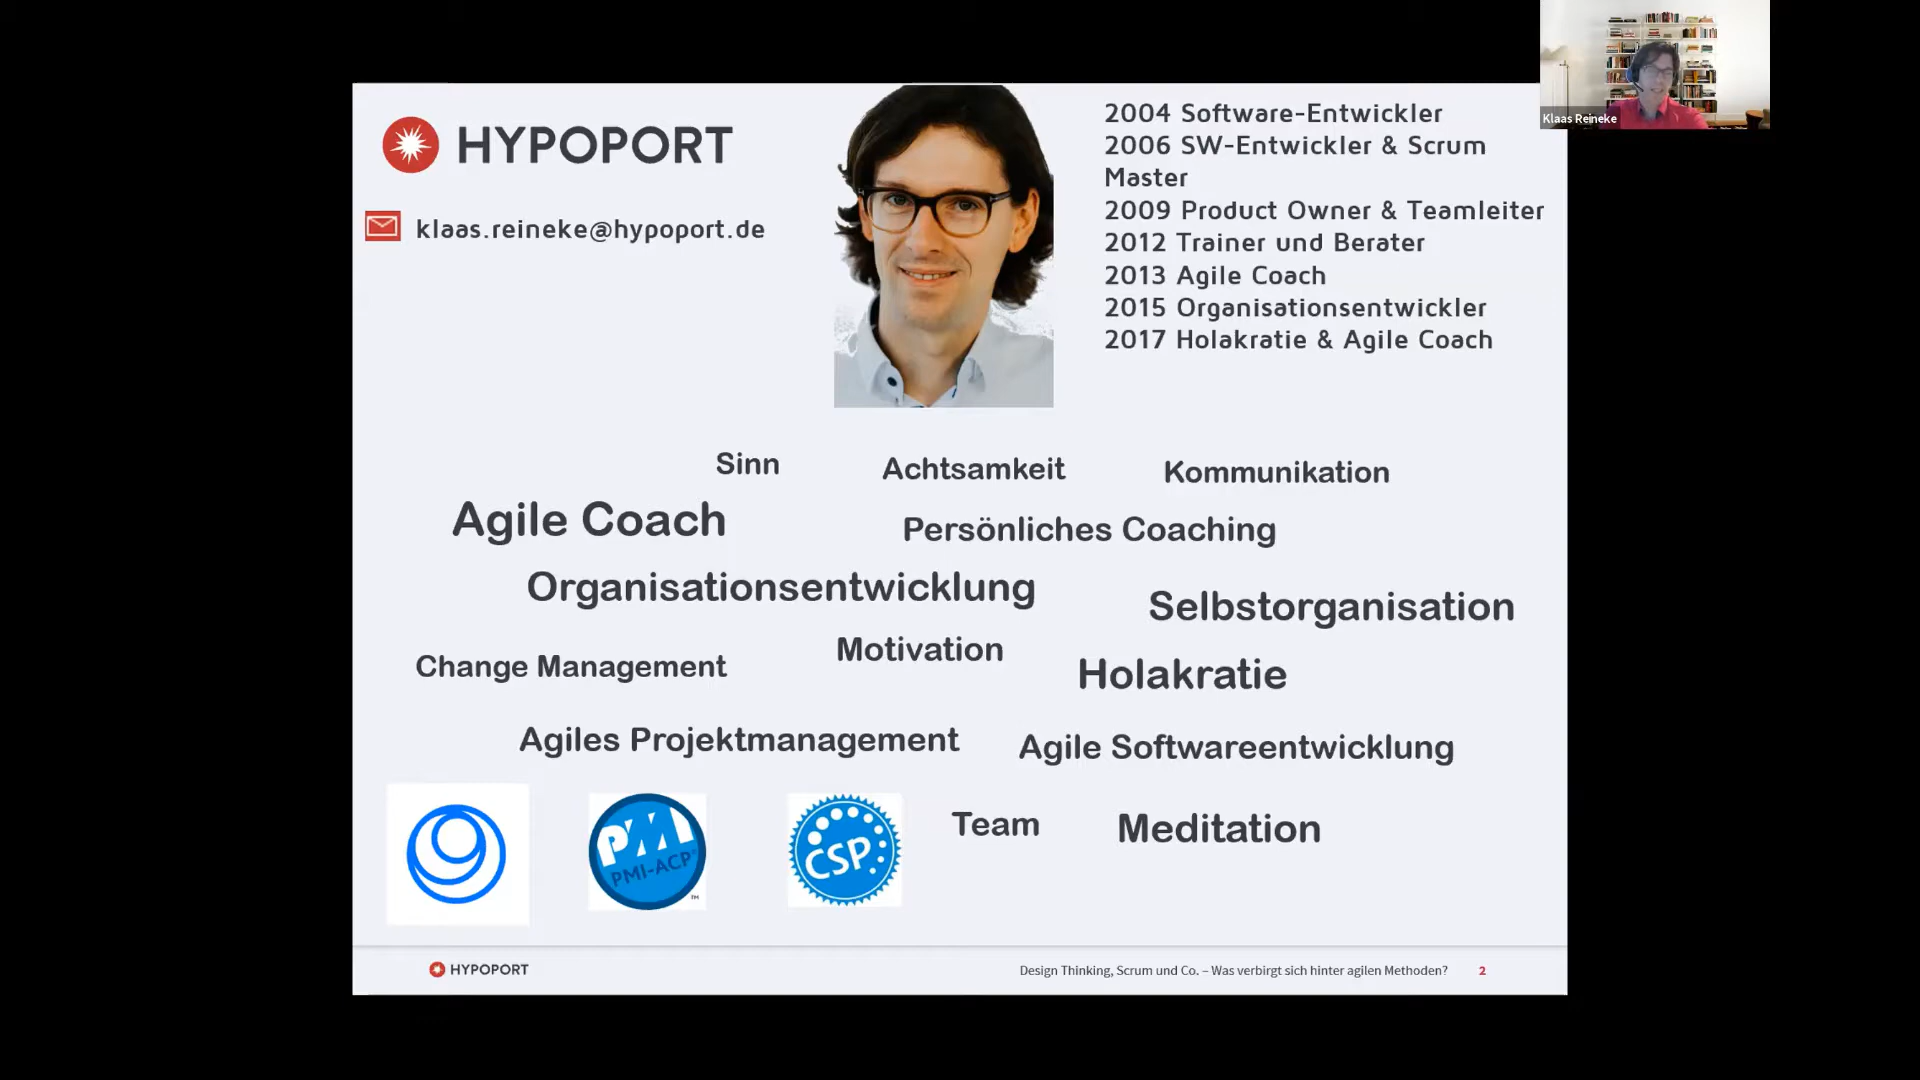 HYPOPORT
klaas.reineke@hypoport.de
2004 Software-Entwickler
2006 SW-Entwickler & Scrum
Master
2009 Product Owner & Teamleiter
2012 Trainer und Berater
2013 Agile Coach
2015 Organisationsentwickler
2017 Holakratie & Agile Coach
Klaas Reineke
Sinn
Achtsamkeit
Kommunikation
Agile Coach
Persönliches Coaching
Organisationsentwicklung
Selbstorganisation
Motivation
Change Management
Holakratie
Agiles Projektmanagement
Agile Softwareentwicklung
PMI
PMI-ACP®
TM
CSP
Team
Meditation
HYPOPORT
Design Thinking, Scrum und Co. – Was verbirgt sich hinter agilen Methoden? 2